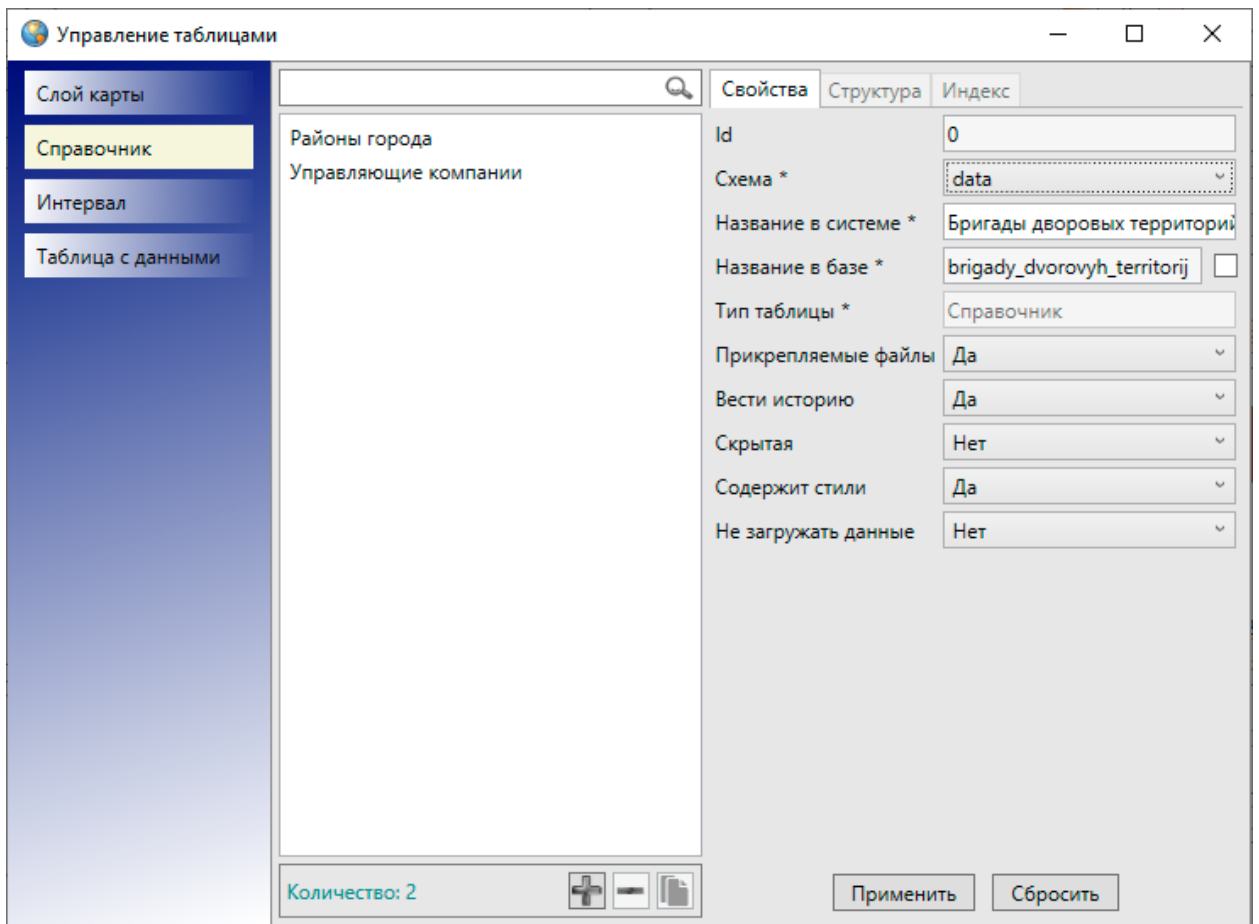 Управление таблицами
Слой карты
Справочник
Интервал
Таблица с данными
Районы города
Управляющие компании
Количество: 2
Свойства Структура Индекс
Id 0
Схема * data
Название в системе * Бригады дворовых территорий
Название в базе * brigady_dvorovyh_territorij
Тип таблицы * Справочник
Прикрепляемые файлы Да
Вести историю Да
Скрытая Нет
Содержит стили Да
Не загружать данные Нет
Применить Сбросить